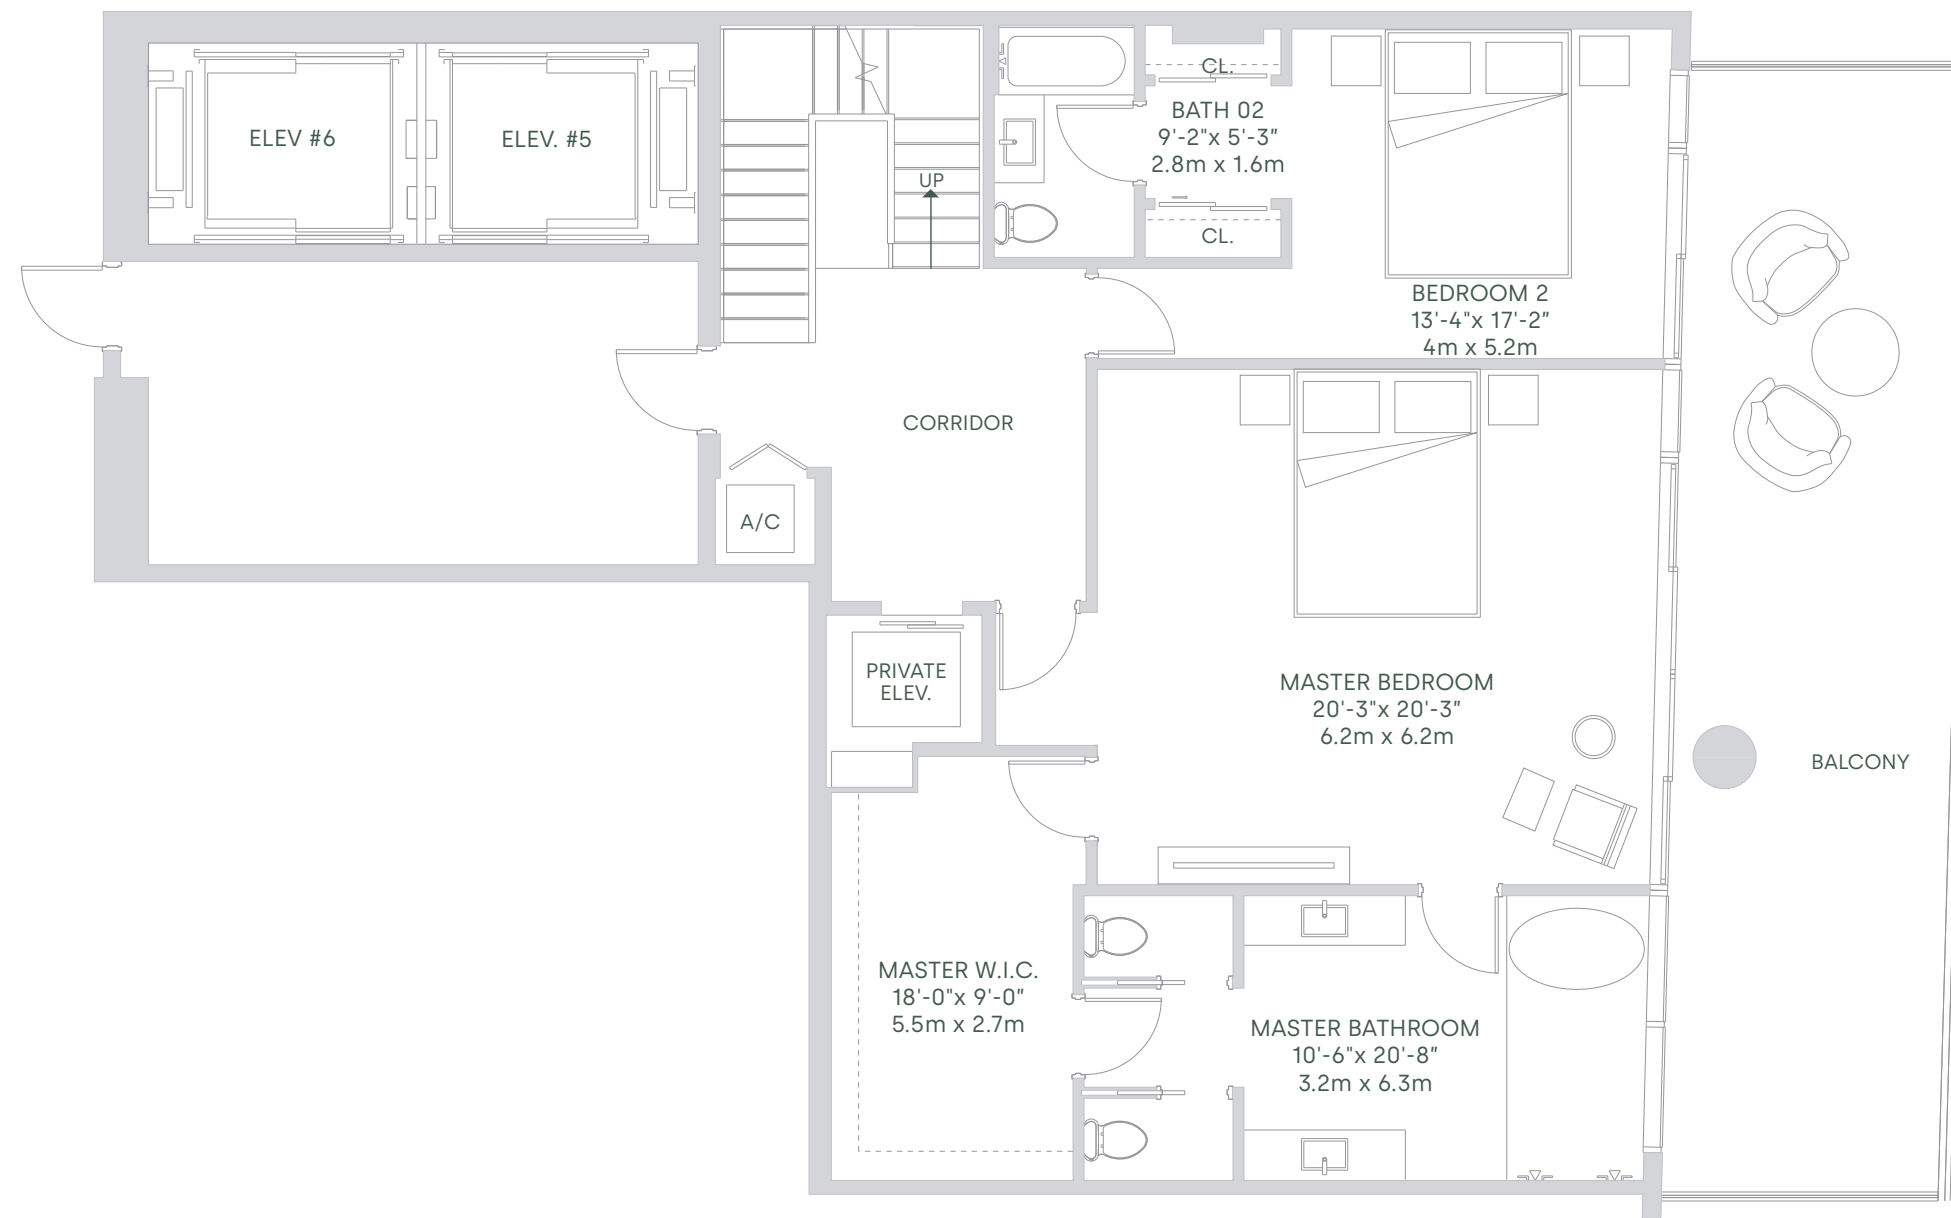 ELEV #6
ELEV. #5
UP
CL.
BATH 02
9'-2"x 5'-3"
2.8m x 1.6m
CL.
BEDROOM 2
13'-4"x 17'-2"
4m x 5.2m
CORRIDOR
A/C
PRIVATE
ELEV.
MASTER BEDROOM
20'-3"x 20'-3"
6.2m x 6.2m
BALCONY
MASTER W.I.C.
18'-0"x 9'-0"
5.5m x 2.7m
MASTER BATHROOM
10'-6"x 20'-8"
3.2m x 6.3m